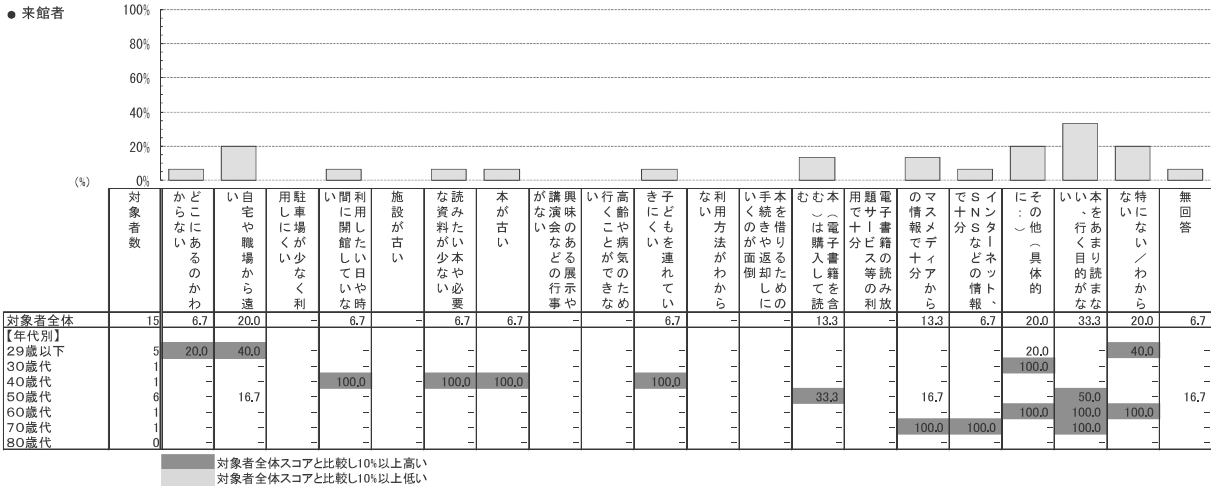 ● 来館者
100%
80%
60%
40%
20%
0%
(%)
対象者数
どこにあるのかわ
からない
自宅や職場から遠
い
駐車場が少なく利
用しにくい
利用したい日や時
間に開館していな
い
施設が古い
読みたい本や必要
な資料が少ない
本が古い
興味のある展示や
講演会などの行事
がない
高齢や病気のため
行くことができな
い
子どもを連れてい
きにくい
利用方法がわから
ない
本を借りるための
手続きや返却しに
いくのが面倒
本（電子書籍を含
む）は購入して読
む
電子書籍の読み放
題サービス等の利
用で十分
マスメディアから
の情報で十分
インターネット、
ＳＮＳなどの情報
で十分
その他（具体的
に：）
本をあまり読まな
い、行く目的がな
い
特にない／わから
ない
無回答
対象者全体 15 6.7 20.0 － 6.7 － 6.7 6.7 － － 6.7 － － 13.3 － 13.3 6.7 20.0 33.3 20.0 6.7
【年代別】
29歳以下 5 20.0 40.0 － － － － － － － － － － － － － － 20.0 － 40.0 －
30歳代 1 － － － － － － － － － － － － － － － － 100.0 － － －
40歳代 1 － － － 100.0 － 100.0 100.0 － － 100.0 － － － － － － － － － －
50歳代 6 － 16.7 － － － － － － － － － － 33.3 － 16.7 － － 50.0 － 16.7
60歳代 1 － － － － － － － － － － － － － － － － 100.0 100.0 100.0 －
70歳代 1 － － － － － － － － － － － － － － 100.0 100.0 － 100.0 － －
80歳代 0 － － － － － － － － － － － － － － － － － － － －
対象者全体スコアと比較し10%以上高い
対象者全体スコアと比較し10%以上低い